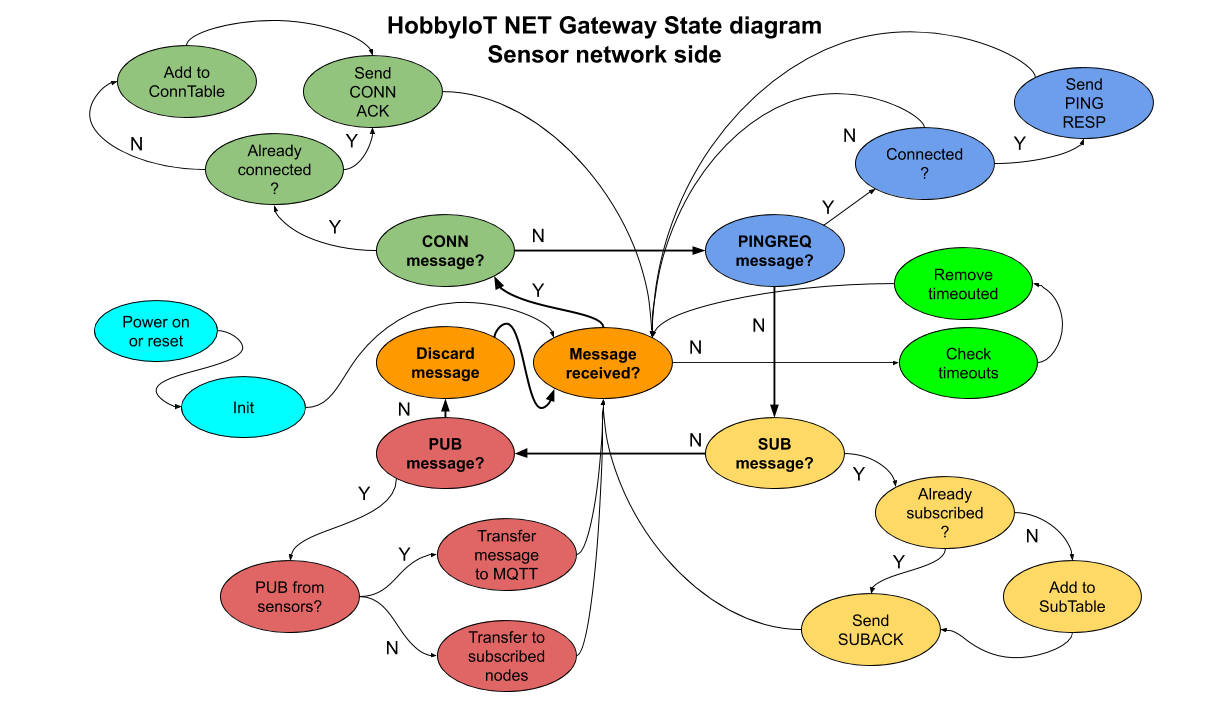 HobbyIoT NET Gateway State diagram
Sensor network side
Add to
ConnTable
Send
CONN
ACK
Send
PING
RESP
N
Y
Already
connected
?
N
Connected
?
Y
Y
Y
CONN
message?
N
PINGREQ
message?
Y
Remove
timeouted
Power on
or reset
N
Discard
message
Message
received?
N
Check
timeouts
Init
N
PUB
message?
N
SUB
message?
Y
Y
Already
subscribed
?
N
Transfer
message
to MQTT
Y
Y
PUB from
sensors?
Add to
SubTable
N
Transfer to
subscribed
nodes
Send
SUBACK